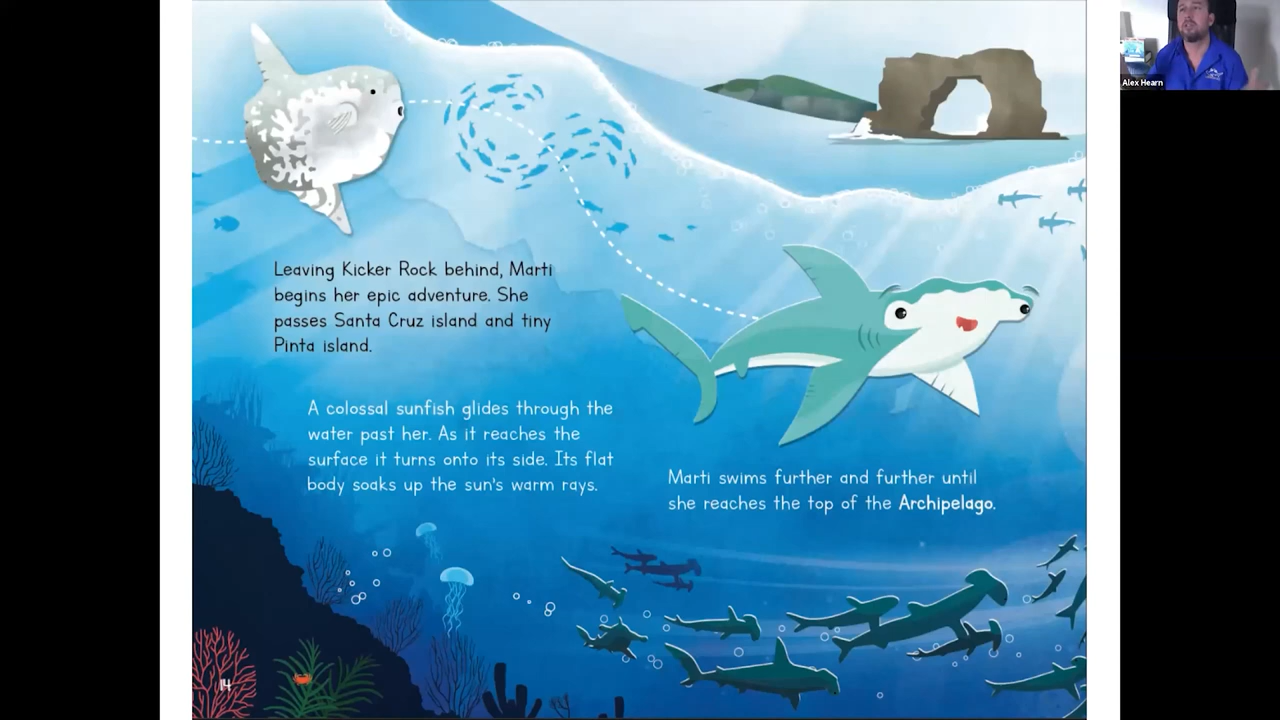 Leaving Kicker Rock behind, Marti
begins her epic adventure. She
passes Santa Cruz island and tiny
Pinta island.
A colossal sunfish glides through the
water past her. As it reaches the
surface it turns onto its side. Its flat
body soaks up the sun's warm rays.
Marti swims further and further until
she reaches the top of the Archipelago.
14
Alex Hearn